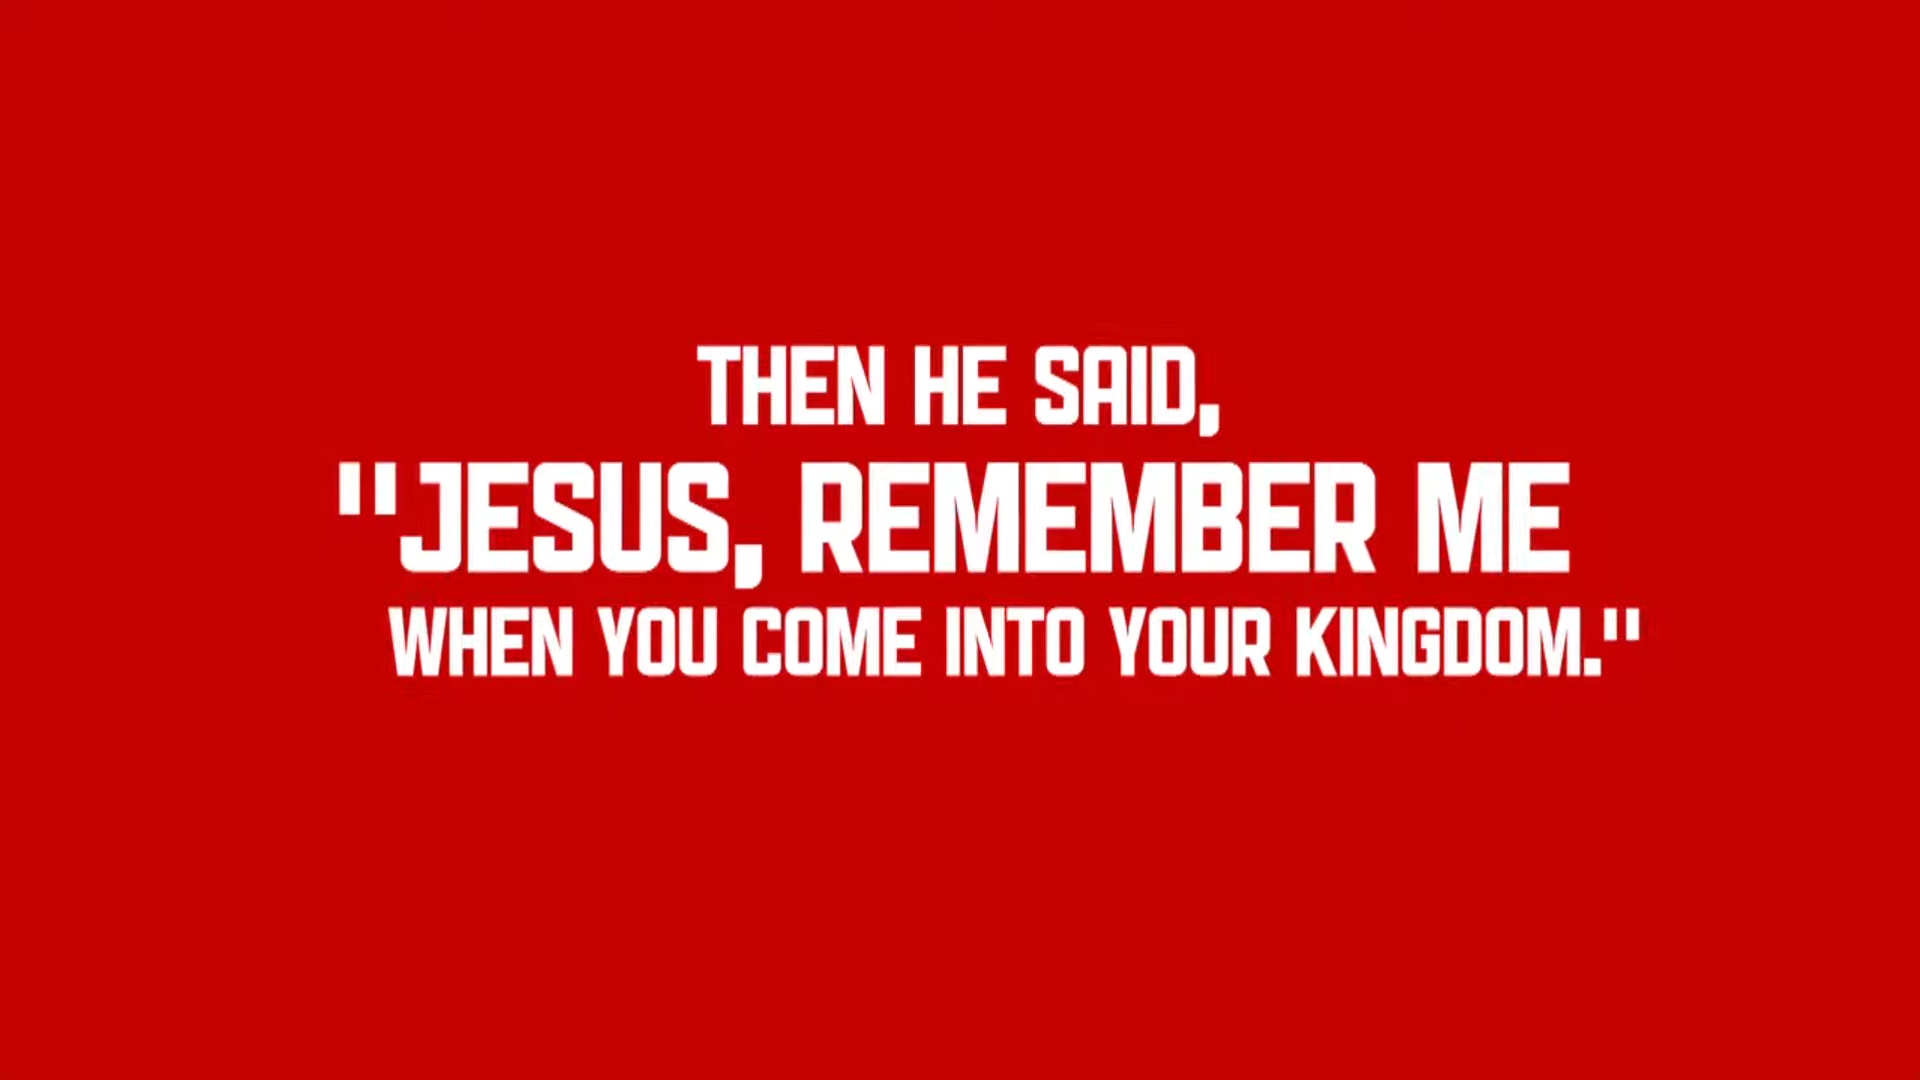 THEN HE SAID,
"JESUS, REMEMBER ME
WHEN YOU COME INTO YOUR KINGDOM."